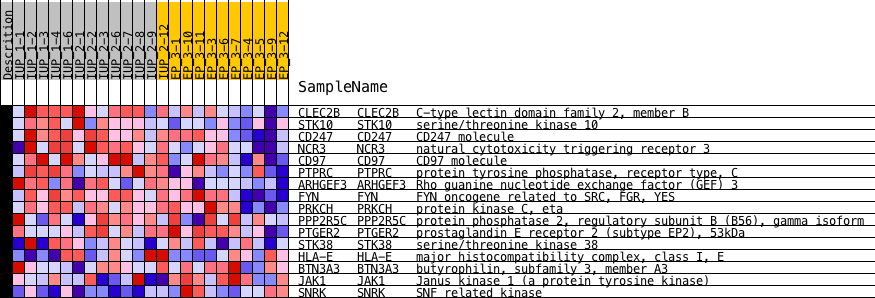 Descrition
IUP_1-1
IUP_1-2
IUP_1-3
IUP_1-4
IUP_1-6
IUP_2-1
IUP_2-2
IUP_2-3
IUP_2-6
IUP_2-7
IUP_2-8
IUP_2-9
IUP_2-12
EP_3-1
EP_3-10
EP_3-11
EP_3-3
EP_3-6
EP_3-7
EP_3-4
EP_3-5
EP_3-9
EP_3-12
SampleName
CLEC2B CLEC2B C-type lectin domain family 2, member B
STK10 STK10 serine/threonine kinase 10
CD247 CD247 CD247 molecule
NCR3 NCR3 natural cytotoxicity triggering receptor 3
CD97 CD97 CD97 molecule
PTPRC PTPRC protein tyrosine phosphatase, receptor type, C
ARHGEF3 ARHGEF3 Rho guanine nucleotide exchange factor (GEF) 3
FYN FYN FYN oncogene related to SRC, FGR, YES
PRKCH PRKCH protein kinase C, eta
PPP2R5C PPP2R5C protein phosphatase 2, regulatory subunit B (B56), gamma isoform
PTGER2 PTGER2 prostaglandin E receptor 2 (subtype EP2), 53kDa
STK38 STK38 serine/threonine kinase 38
HLA-E HLA-E major histocompatibility complex, class I, E
BTN3A3 BTN3A3 butyrophilin, subfamily 3, member A3
JAK1 JAK1 Janus kinase 1 (a protein tyrosine kinase)
SNRK SNRK SNF related kinase